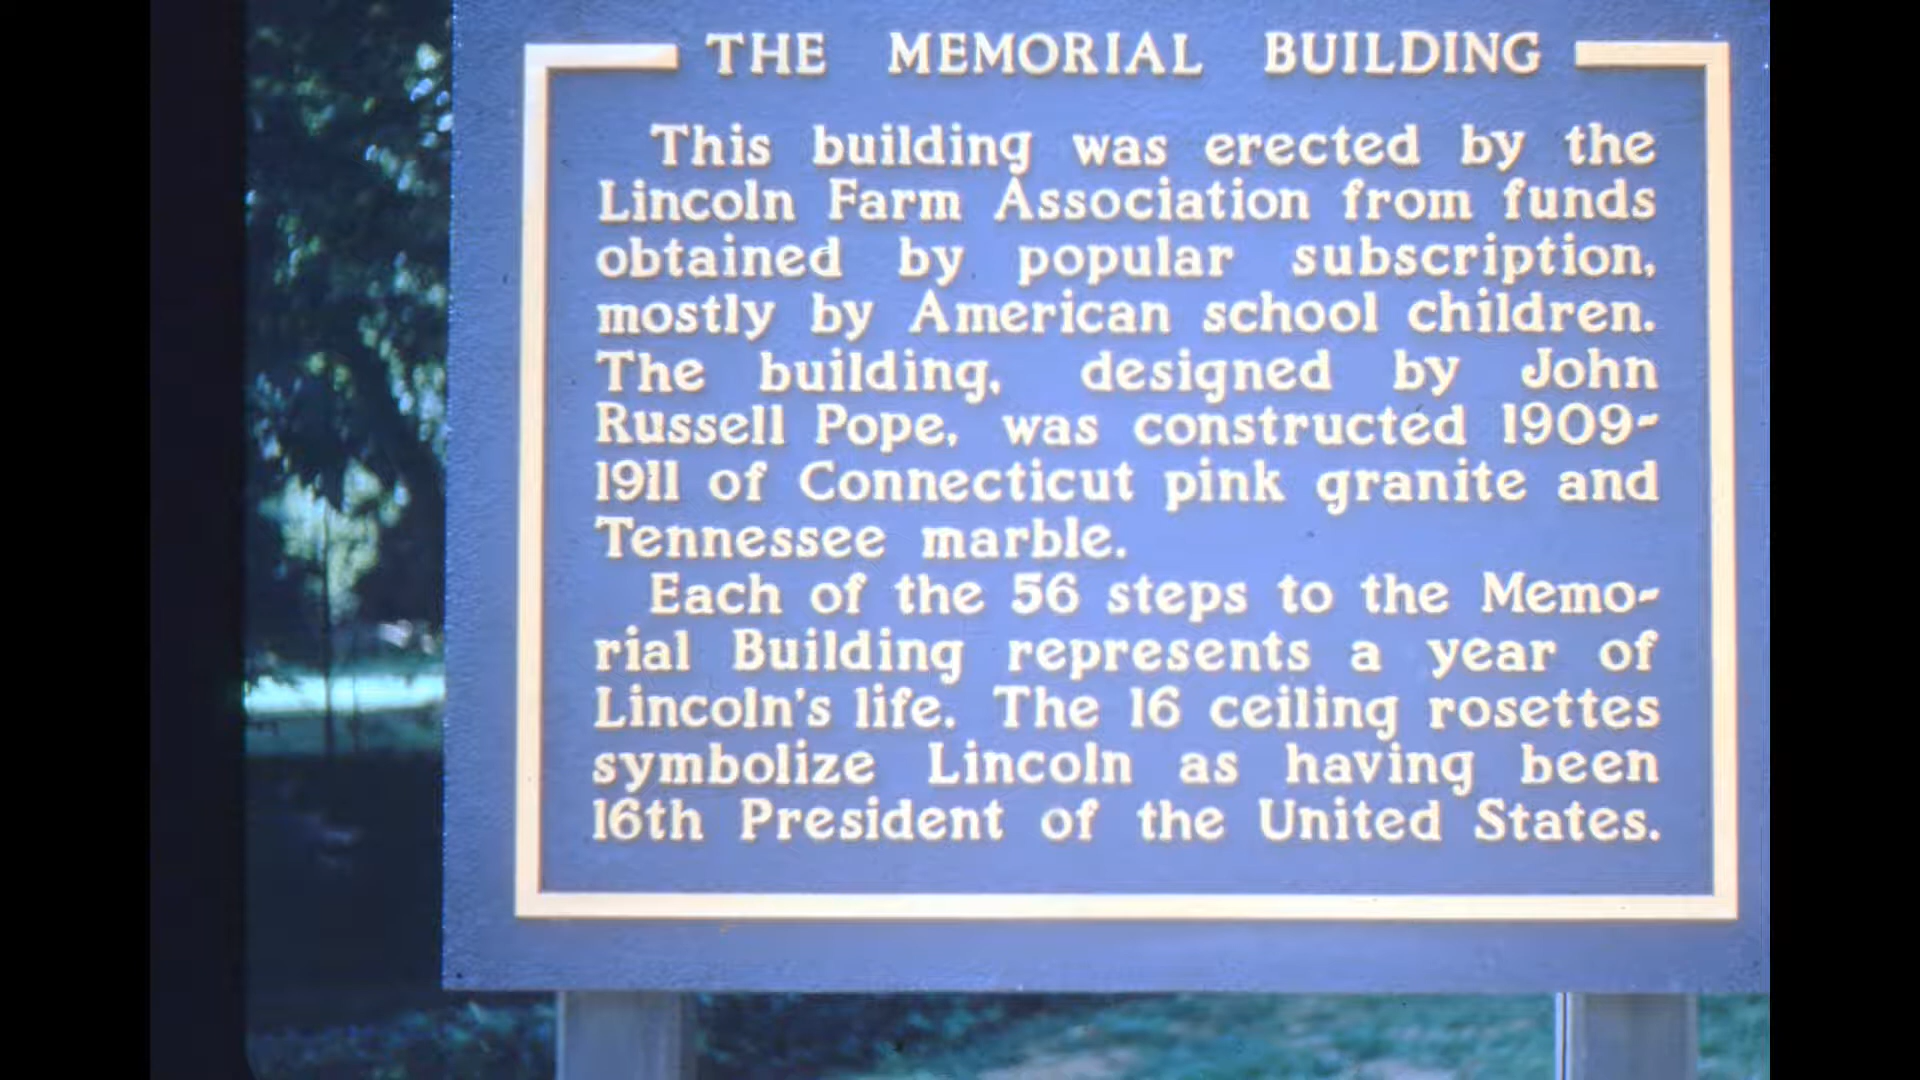 THE MEMORIAL BUILDING
This building was erected by the
Lincoln Farm Association from funds
obtained by popular subscription,
mostly by American school children.
The building, designed by John
Russell Pope, was constructed 1909-
1911 of Connecticut pink granite and
Tennessee marble.
Each of the 56 steps to the Memo-
rial Building represents a year of
Lincoln's life. The 16 ceiling rosettes
symbolize Lincoln as having been
16th President of the United States.